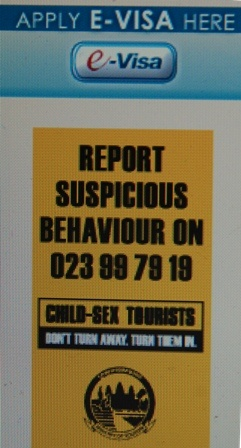 APPLY E-VISA HERE
e-Visa
REPORT
SUSPICIOUS
BEHAVIOUR ON
023 99 79 19
CHILD-SEX TOURISTS
DON'T TURN AWAY. TURN THEM IN.